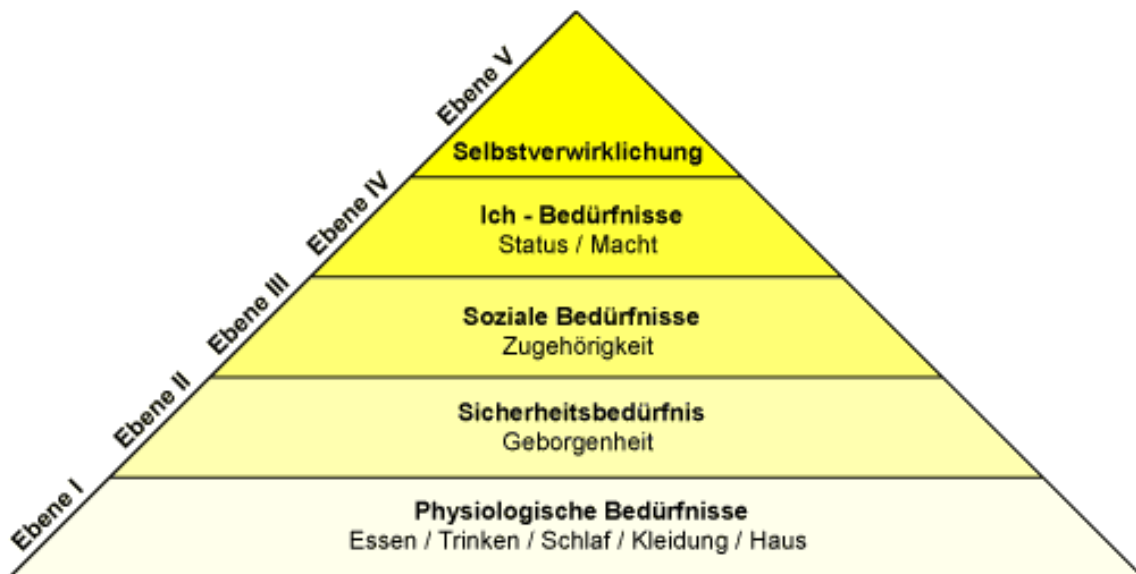 Ebene V
Selbstverwirklichung
Ebene IV
Ich - Bedürfnisse
Status / Macht
Ebene III
Soziale Bedürfnisse
Zugehörigkeit
Ebene II
Sicherheitsbedürfnis
Geborgenheit
Ebene I
Physiologische Bedürfnisse
Essen / Trinken / Schlaf / Kleidung / Haus